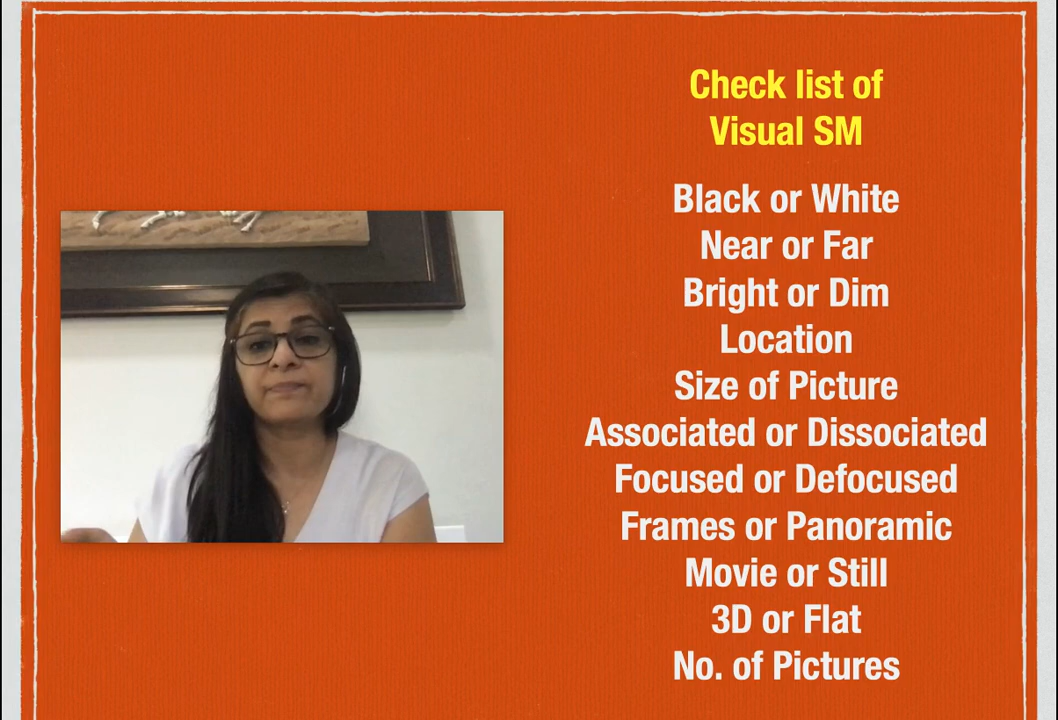 Check list of
Visual SM
Black or White
Near or Far
Bright or Dim
Location
Size of Picture
Associated or Dissociated
Focused or Defocused
Frames or Panoramic
Movie or Still
3D or Flat
No. of Pictures